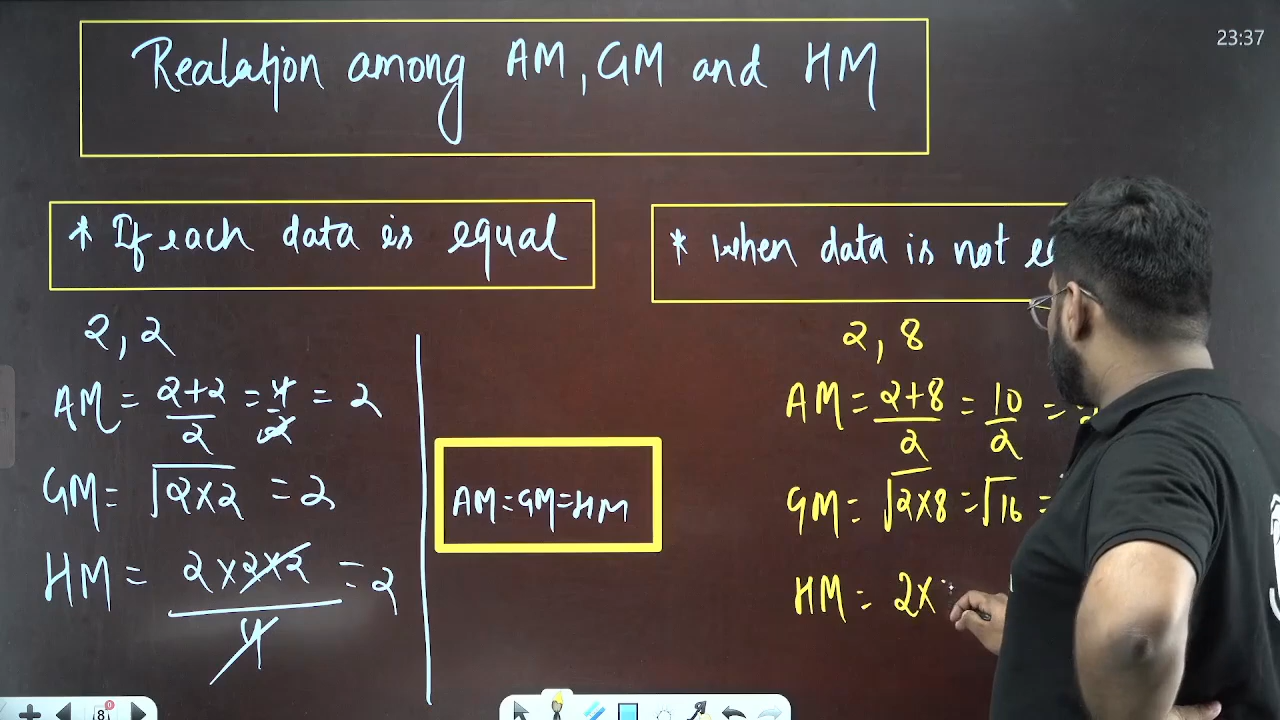 23:37
Realation among AM, GM and HM
* If each data is equal
2, 2
AM = 2+2/2 = 4/2 = 2
GM = √2×2 = 2
HM = 2×2×2/4 = 2
AM=GM=HM
* When data is not
2, 8
AM = 2+8/2 = 10/2 =
GM = √2×8 = √16 =
HM = 2×
8
0